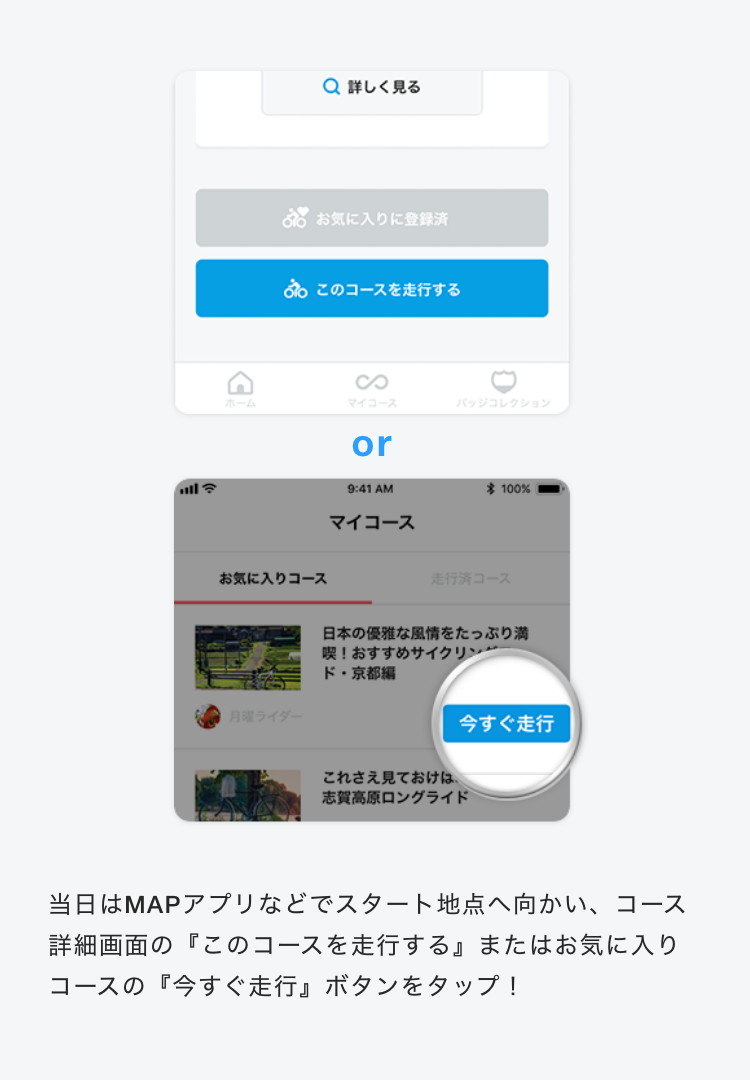 詳しく見る
お気に入りに登録済
このコースを走行する
ホーム
マイコース
バッジコレクション
or
9:41 AM
100%
マイコース
お気に入りコース
走行済コース
日本の優雅な風情をたっぷり満
喫！おすすめサイクリング
ド・京都編
月曜ライダー
今すぐ走行
これさえ見ておけば
志賀高原ロングライド
当日はMAPアプリなどでスタート地点へ向かい、コース
詳細画面の『このコースを走行する』またはお気に入り
コースの『今すぐ走行』ボタンをタップ！